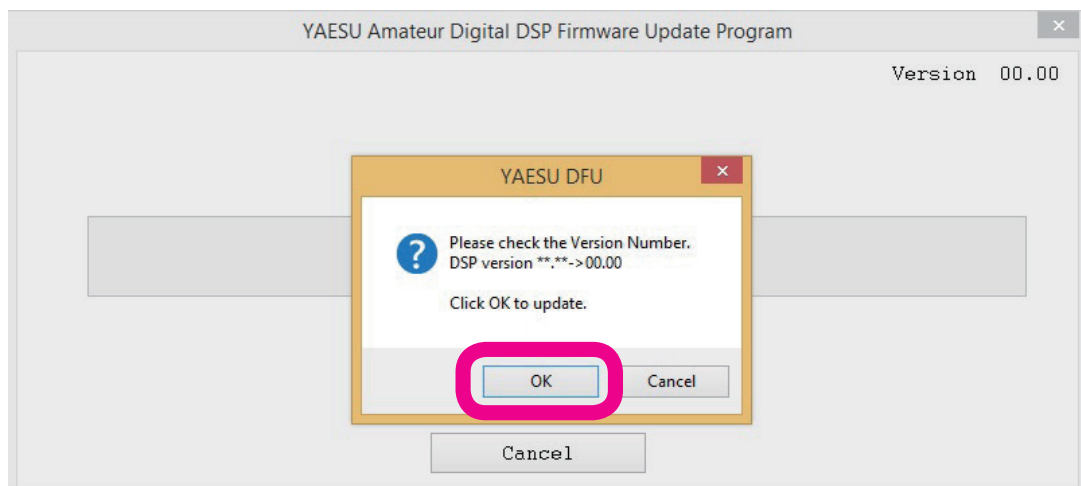 YAESU Amateur Digital DSP Firmware Update Program
Version 00.00
YAESU DFU
Please check the Version Number.
DSP version **.**->00.00
Click OK to update.
OK Cancel
Cancel